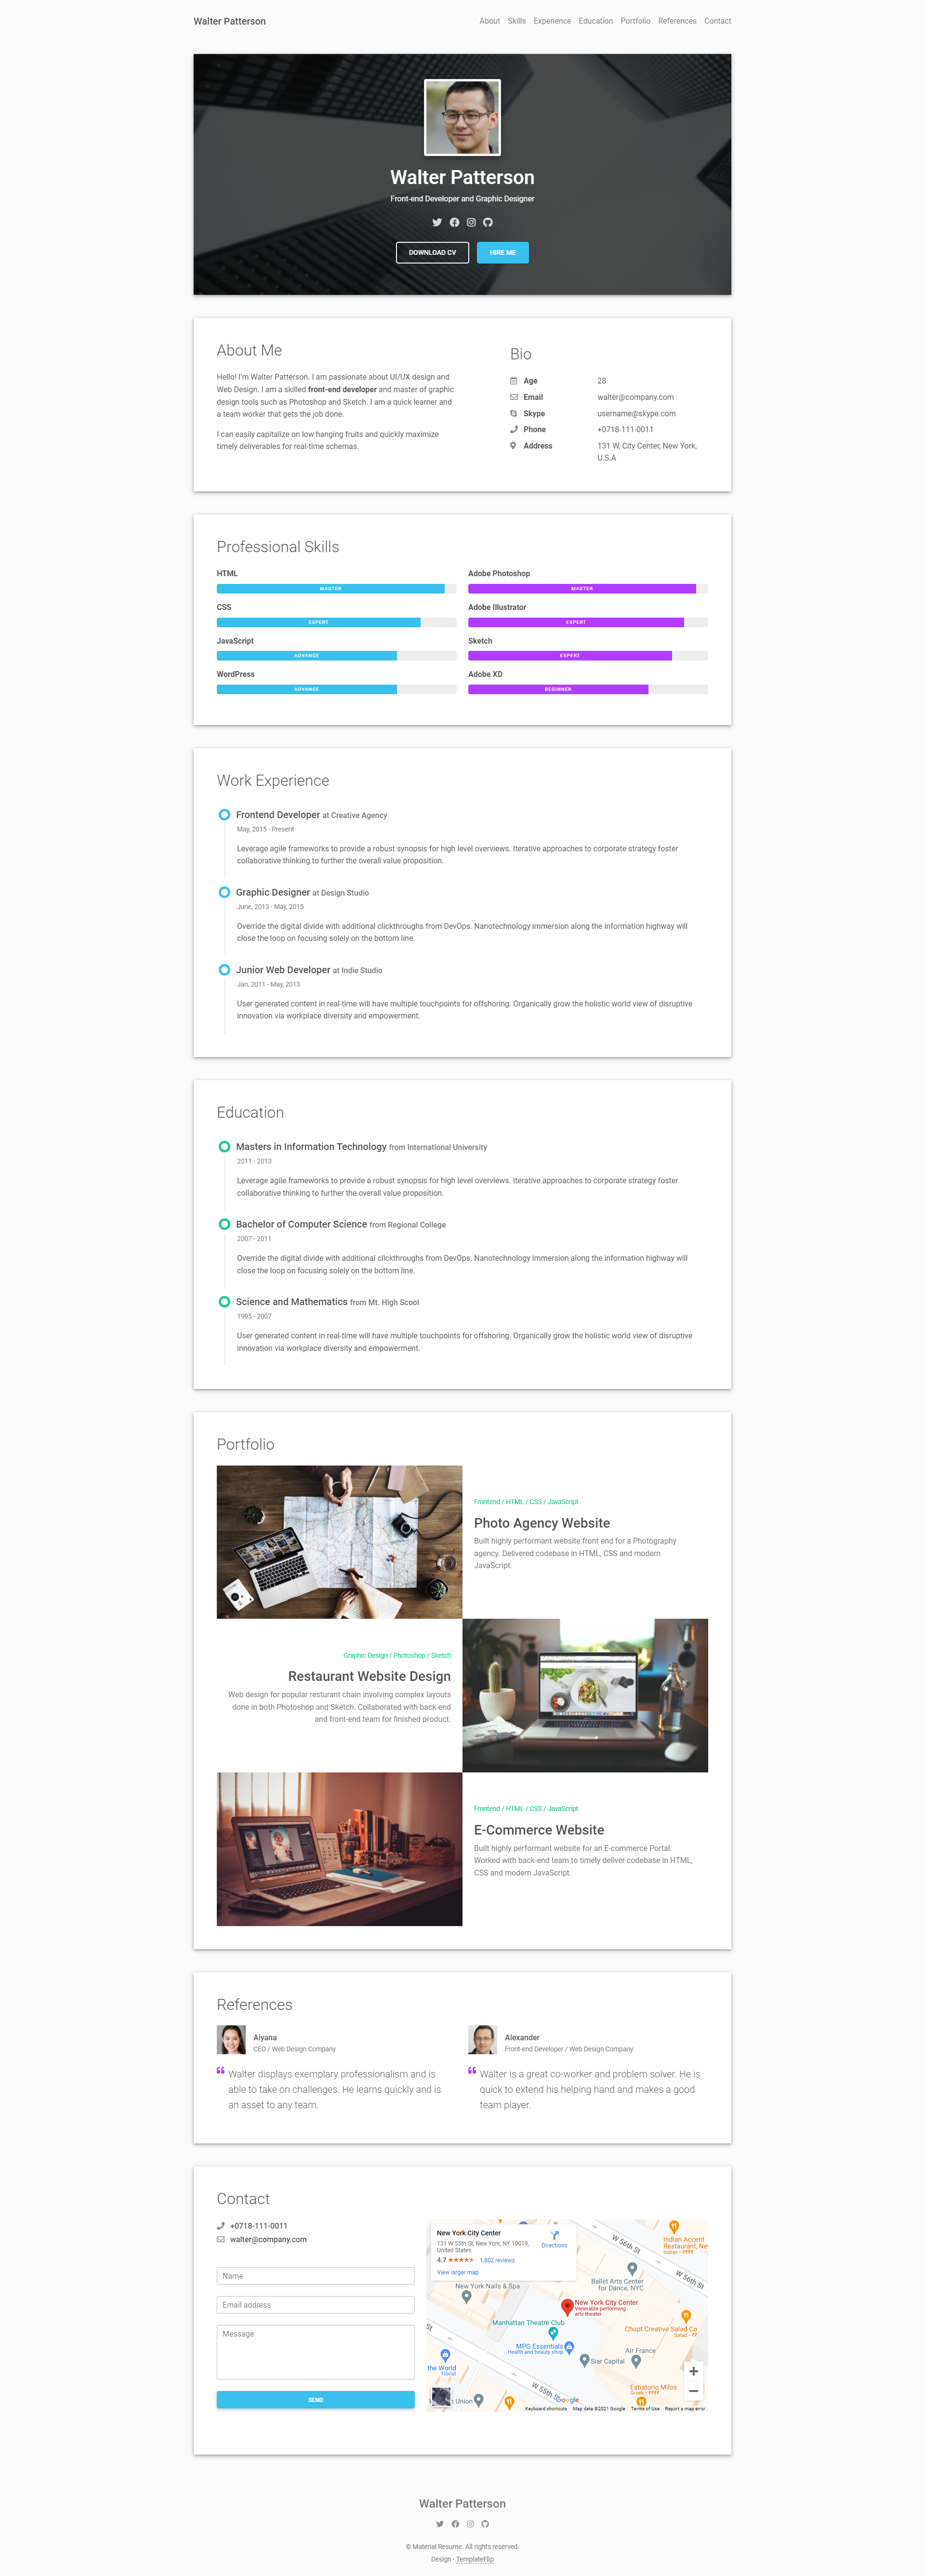 Walter Patterson
About Skills Experience Education Portfolio References Contact
Walter Patterson
Front-end Developer and Graphic Designer
DOWNLOAD CV HIRE ME
About Me
Hello! I'm Walter Patterson. I am passionate about UI/UX design and
Web Design. I am a skilled front-end developer and master of graphic
design tools such as Photoshop and Sketch. I am a quick learner and
a team worker that gets the job done.
I can easily capitalize on low hanging fruits and quickly maximize
timely deliverables for real-time schemas.
Bio
Age 28
Email walter@company.com
Skype username@skype.com
Phone +0718-111-0011
Address 131 W, City Center, New York,
U.S.A
Professional Skills
HTML
MASTER
CSS
EXPERT
JavaScript
ADVANCE
WordPress
ADVANCE
Adobe Photoshop
MASTER
Adobe Illustrator
EXPERT
Sketch
EXPERT
Adobe XD
BEGINNER
Work Experience
Frontend Developer at Creative Agency
May, 2015 - Present
Leverage agile frameworks to provide a robust synopsis for high level overviews. Iterative approaches to corporate strategy foster
collaborative thinking to further the overall value proposition.
Graphic Designer at Design Studio
June, 2013 - May, 2015
Override the digital divide with additional clickthroughs from DevOps. Nanotechnology immersion along the information highway will
close the loop on focusing solely on the bottom line.
Junior Web Developer at Indie Studio
Jan, 2011 - May, 2013
User generated content in real-time will have multiple touchpoints for offshoring. Organically grow the holistic world view of disruptive
innovation via workplace diversity and empowerment.
Education
Masters in Information Technology from International University
2011 - 2013
Leverage agile frameworks to provide a robust synopsis for high level overviews. Iterative approaches to corporate strategy foster
collaborative thinking to further the overall value proposition.
Bachelor of Computer Science from Regional College
2007 - 2011
Override the digital divide with additional clickthroughs from DevOps. Nanotechnology immersion along the information highway will
close the loop on focusing solely on the bottom line.
Science and Mathematics from Mt. High Scool
1995 - 2007
User generated content in real-time will have multiple touchpoints for offshoring. Organically grow the holistic world view of disruptive
innovation via workplace diversity and empowerment.
Portfolio
Frontend / HTML / CSS / JavaScript
Photo Agency Website
Built highly performant website front end for a Photography
agency. Delivered codebase in HTML, CSS and modern
JavaScript.
Graphic Design / Photoshop / Sketch
Restaurant Website Design
Web design for popular resturant chain involving complex layouts
done in both Photoshop and Sketch. Collaborated with back-end
and front-end team for finished product.
Frontend / HTML / CSS / JavaScript
E-Commerce Website
Built highly performant website for an E-commerce Portal.
Worked with back-end team to timely deliver codebase in HTML,
CSS and modern JavaScript.
References
Aiyana
CEO / Web Design Company
Walter displays exemplary professionalism and is
able to take on challenges. He learns quickly and is
an asset to any team.
Alexander
Front-end Developer / Web Design Company
Walter is a great co-worker and problem solver. He is
quick to extend his helping hand and makes a good
team player.
Contact
+0718-111-0011
walter@company.com
Name
Email address
Message
SEND
New York City Center
131 W 55th St, New York, NY 10019,
United States
4.7 ★★★★★ 1,802 reviews
View larger map
Directions
Indian Accent
Restaurant, Ne
Indian • ₹₹₹₹
W 56th St
W 56th St
Ballet Arts Center
for Dance, NYC
New York Nails & Spa
New York City Center
Venerable performing
arts theater
Manhattan Theatre Club
Chopt Creative Salad Co
Salad • ₹₹
MPG Essentials
Health and beauty shop
Air France
Siar Capital
the World
Florist
W 55th St
Estiatorio Milos
Greek • ₹₹₹₹
Union
Google
Keyboard shortcuts Map data ©2021 Google Terms of Use Report a map error
Walter Patterson
© Material Resume. All rights reserved.
Design - TemplateFlip